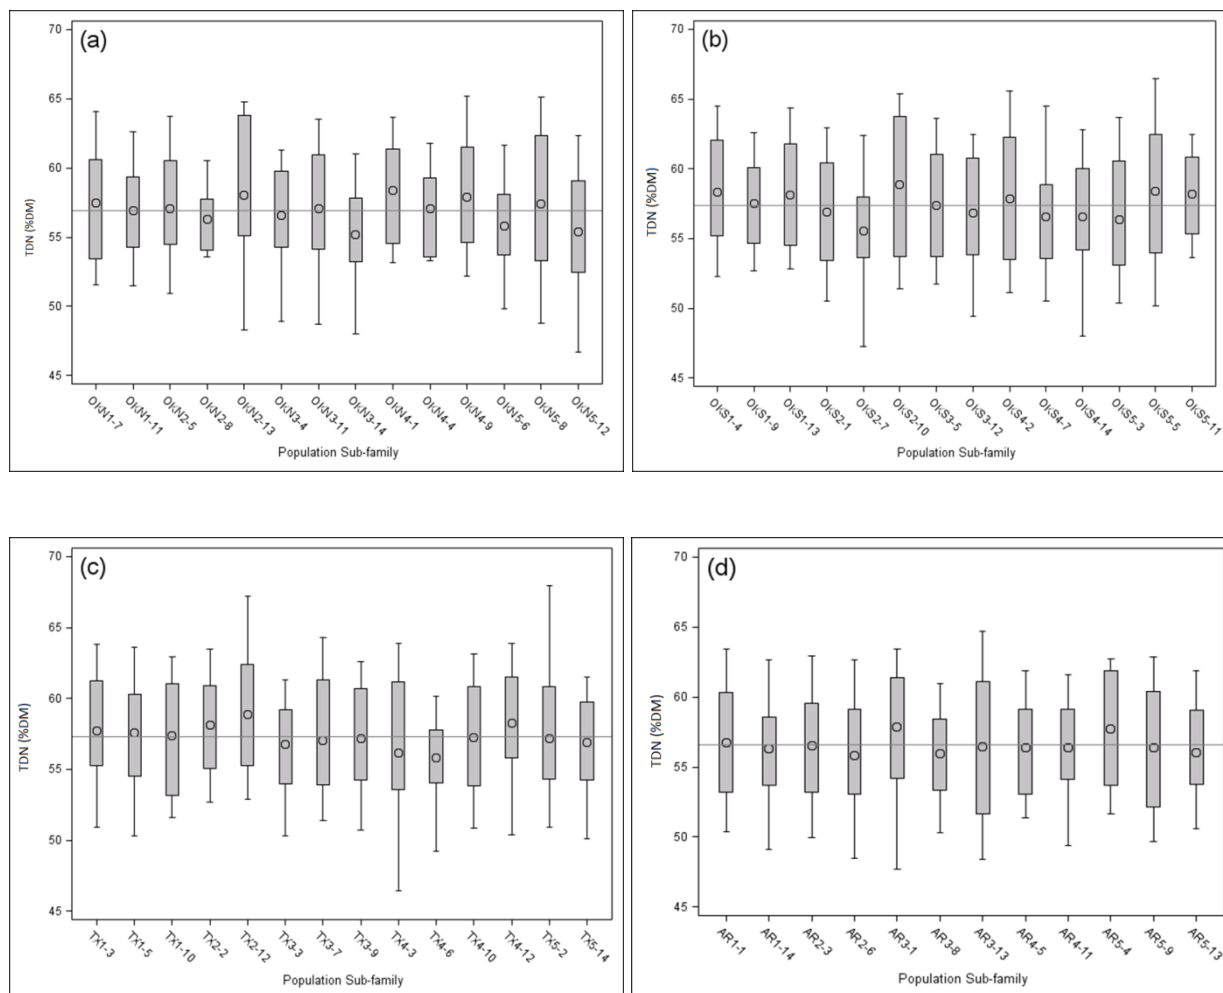 (a)
70
65
60
55
50
45
TDN (%DM)
OKN1-7
OKN1-11
OKN2-5
OKN2-8
OKN2-13
OKN3-4
OKN3-11
OKN3-14
OKN4-1
OKN4-4
OKN4-9
OKN5-6
OKN5-8
OKN5-12
Population Sub-family
(b)
70
65
60
55
50
45
TDN (%DM)
OKS1-4
OKS1-9
OKS1-13
OKS2-1
OKS2-7
OKS2-10
OKS3-5
OKS3-12
OKS4-2
OKS4-7
OKS4-14
OKS5-3
OKS5-5
OKS5-11
Population Sub-family
(c)
70
65
60
55
50
45
TDN (%DM)
TX1-3
TX1-5
TX1-10
TX2-2
TX2-12
TX3-3
TX3-7
TX3-9
TX4-3
TX4-6
TX4-10
TX4-12
TX5-2
TX5-14
Population Sub-family
(d)
70
65
60
55
50
45
TDN (%DM)
AR1-1
AR1-14
AR2-3
AR2-6
AR3-1
AR3-8
AR3-13
AR4-5
AR4-11
AR5-4
AR5-9
AR5-13
Population Sub-family